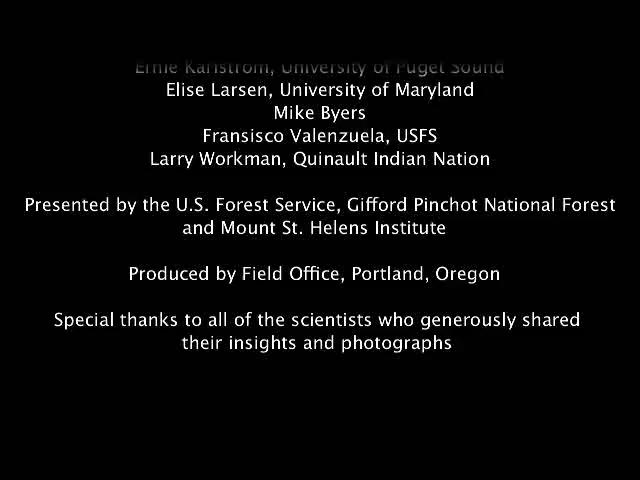 Ernie Karlstrom, University of Puget Sound
Elise Larsen, University of Maryland
Mike Byers
Fransisco Valenzuela, USFS
Larry Workman, Quinault Indian Nation
Presented by the U.S. Forest Service, Gifford Pinchot National Forest
and Mount St. Helens Institute
Produced by Field Office, Portland, Oregon
Special thanks to all of the scientists who generously shared
their insights and photographs